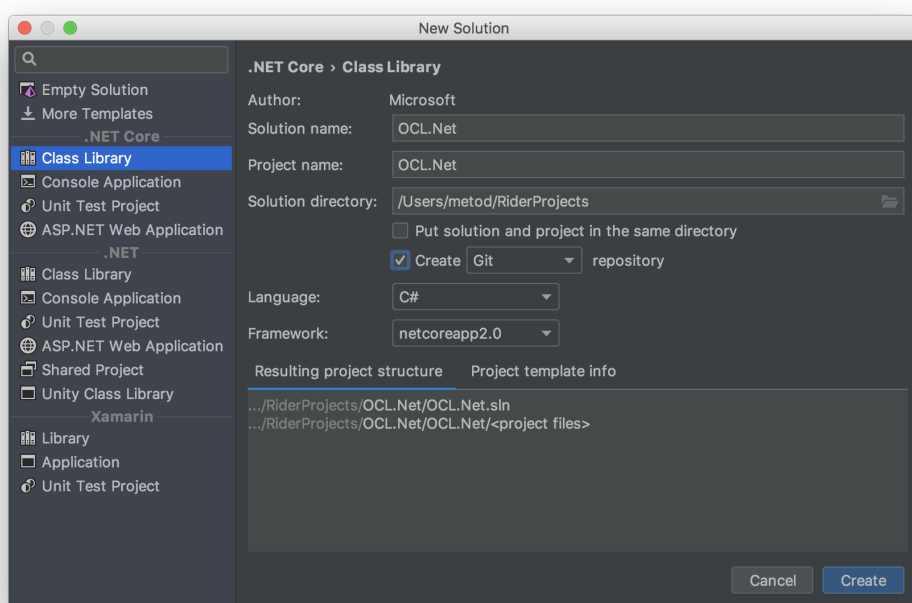 New Solution
Empty Solution
More Templates
.NET Core
Class Library
Console Application
Unit Test Project
ASP.NET Web Application
.NET
Class Library
Console Application
Unit Test Project
ASP.NET Web Application
Shared Project
Unity Class Library
Xamarin
Library
Application
Unit Test Project
.NET Core › Class Library
Author: Microsoft
Solution name: OCL.Net
Project name: OCL.Net
Solution directory: /Users/metod/RiderProjects
Put solution and project in the same directory
Create Git repository
Language: C#
Framework: netcoreapp2.0
Resulting project structure Project template info
.../RiderProjects/OCL.Net/OCL.Net.sln
.../RiderProjects/OCL.Net/OCL.Net/<project files>
Cancel Create